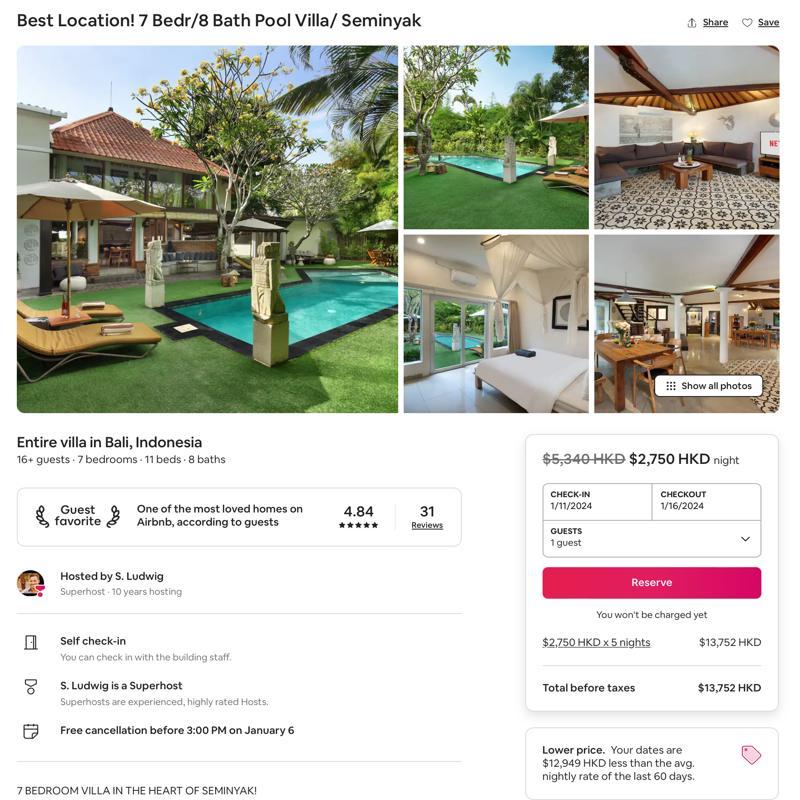 Best Location! 7 Bedr/8 Bath Pool Villa/ Seminyak
Share
Save
NE
Show all photos
Entire villa in Bali, Indonesia
16+ guests · 7 bedrooms · 11 beds · 8 baths
Guest
favorite
One of the most loved homes on
Airbnb, according to guests
4.84
★★★★★
31
Reviews
Hosted by S. Ludwig
Superhost · 10 years hosting
Self check-in
You can check in with the building staff.
S. Ludwig is a Superhost
Superhosts are experienced, highly rated Hosts.
Free cancellation before 3:00 PM on January 6
7 BEDROOM VILLA IN THE HEART OF SEMINYAK!
$5,340 HKD $2,750 HKD night
CHECK-IN
1/11/2024
CHECKOUT
1/16/2024
GUESTS
1 guest
Reserve
You won't be charged yet
$2,750 HKD x 5 nights $13,752 HKD
Total before taxes $13,752 HKD
Lower price. Your dates are
$12,949 HKD less than the avg.
nightly rate of the last 60 days.